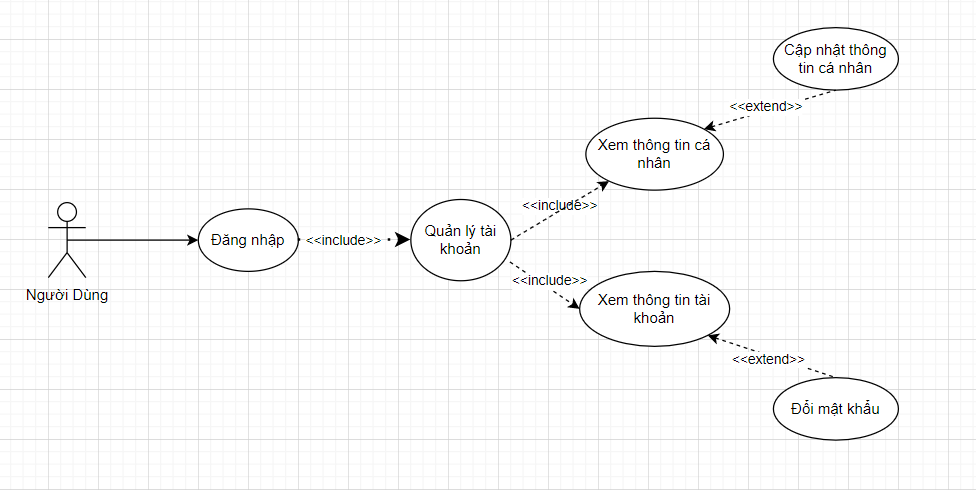 Cập nhật thông
tin cá nhân
<<extend>>
Xem thông tin cá
nhân
<<include>>
Người Dùng
Đăng nhập
<<include>>
Quản lý tài
khoản
<<include>>
Xem thông tin tài
khoản
<<extend>>
Đổi mật khẩu